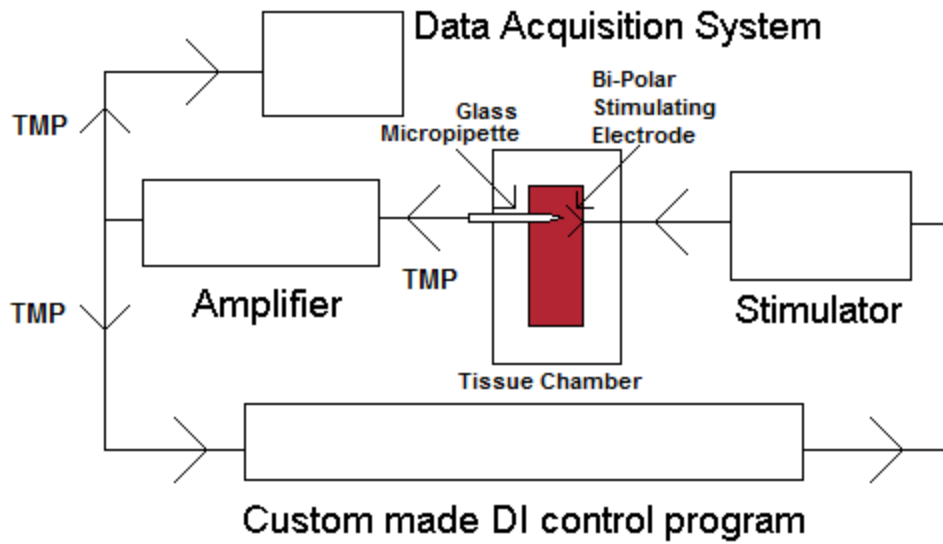 Data Acquisition System
Bi-Polar
Stimulating
Electrode
Glass
Micropipette
TMP
TMP
TMP
Amplifier
Stimulator
Tissue Chamber
Custom made DI control program